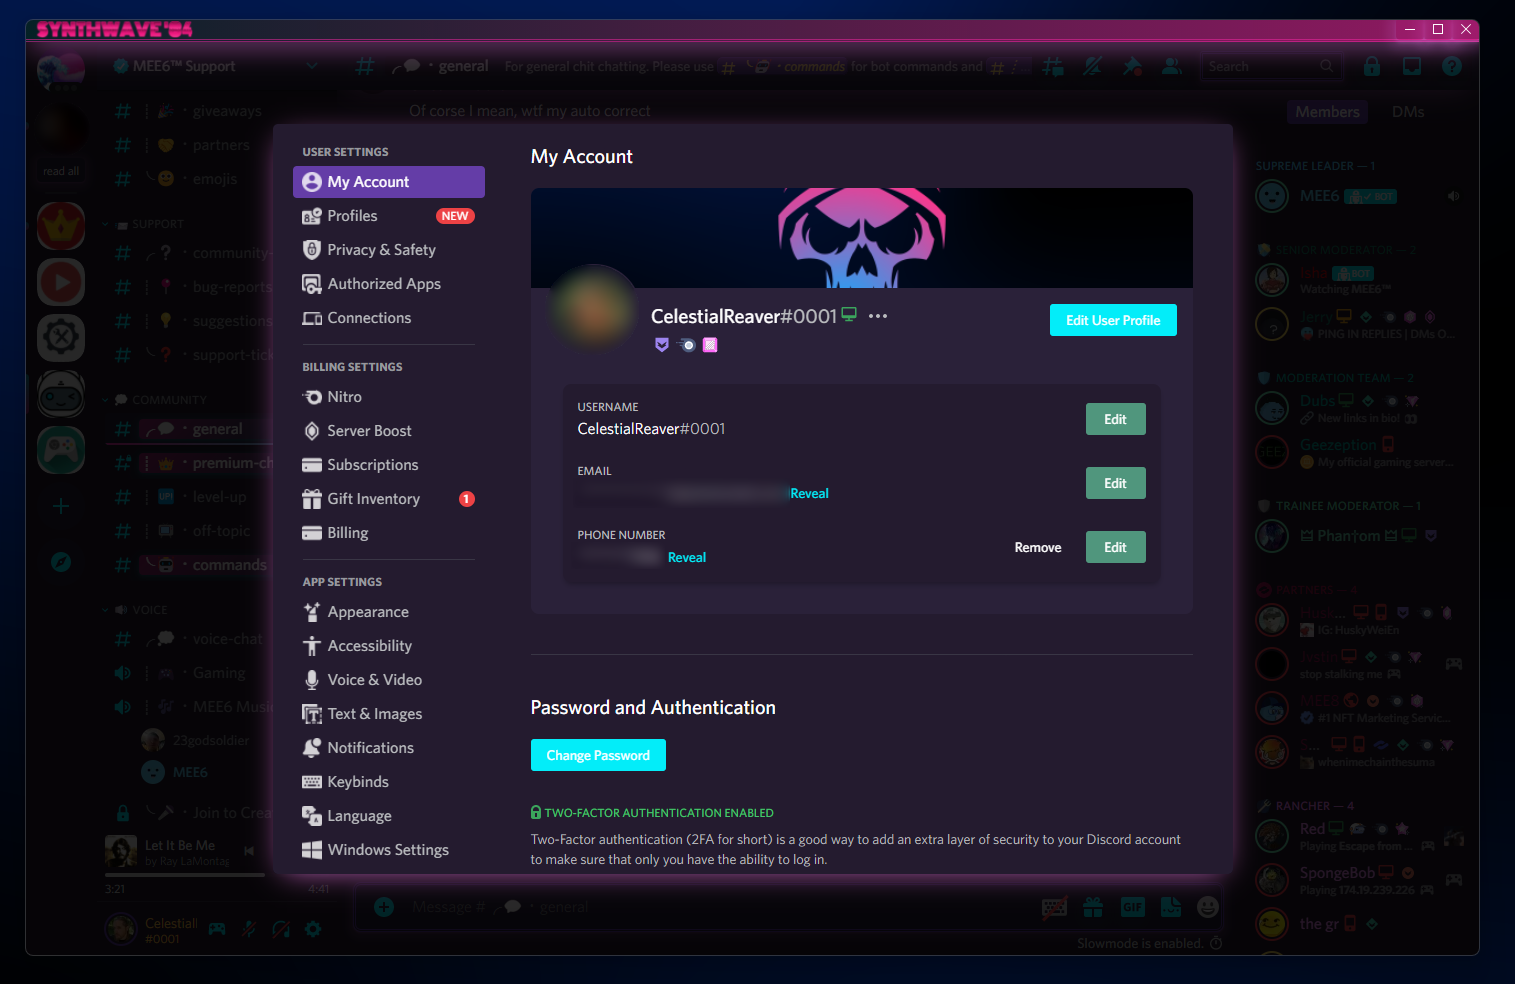 SYNTHWAVE'84
MEE6™ Support
general
For general chit chatting. Please use # commands for bot commands and #
Search
giveaways
partners
emojis
read all
SUPPORT
community-
bug-reports
suggestions
support-tick
COMMUNITY
general
premium-ch
level-up
off-topic
commands
VOICE
voice-chat
Gaming
MEE6 Music
23godsoldier
MEE6
Join to Crea
Let It Be Me
by Ray LaMontag
3:21
4:41
Celestiall
#0001
Of corse I mean, wtf my auto correct
USER SETTINGS
My Account
Profiles
NEW
Privacy & Safety
Authorized Apps
Connections
BILLING SETTINGS
Nitro
Server Boost
Subscriptions
Gift Inventory
1
Billing
APP SETTINGS
Appearance
Accessibility
Voice & Video
Text & Images
Notifications
Keybinds
Language
Windows Settings
My Account
CelestialReaver#0001
Edit User Profile
USERNAME
CelestialReaver#0001
Edit
EMAIL
Reveal
Edit
PHONE NUMBER
Reveal
Remove
Edit
Password and Authentication
Change Password
TWO-FACTOR AUTHENTICATION ENABLED
Two-Factor authentication (2FA for short) is a good way to add an extra layer of security to your Discord account
to make sure that only you have the ability to log in.
Message # general
GIF
Slowmode is enabled.
Members
DMs
SUPREME LEADER — 1
MEE6
BOT
SENIOR MODERATOR — 2
Isha
BOT
Watching MEE6™
Jerry
PING IN REPLIES | DMs O...
MODERATION TEAM — 2
Dubs
New links in bio!
Geezeption
My official gaming server...
TRAINEE MODERATOR — 1
Phantom
PARTNERS — 4
Husk...
IG: HuskyWeiEn
stop stalking me
MEEX
#1 NFT Marketing Servic...
S...
whenimechainthesuma
RANCHER — 4
Red
Playing Escape from ...
SpongeBob
Playing 174.19.239.226
the gr